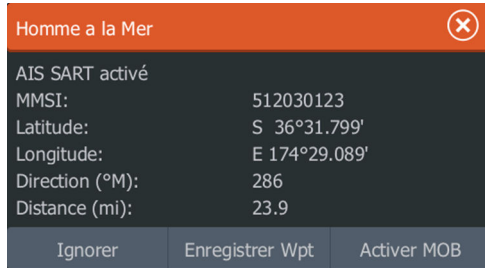 Homme a la Mer
AIS SART activé
MMSI: 512030123
Latitude: S 36°31.799'
Longitude: E 174°29.089'
Direction (°M): 286
Distance (mi): 23.9
Ignorer Enregistrer Wpt Activer MOB